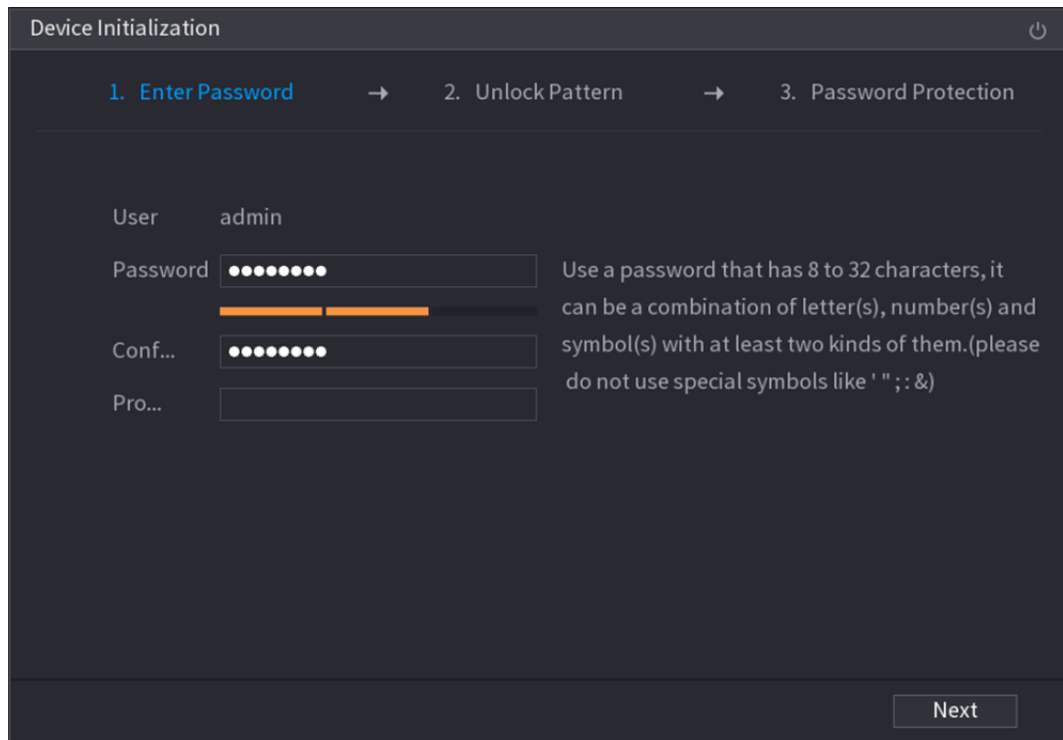 Device Initialization
1. Enter Password → 2. Unlock Pattern → 3. Password Protection
User admin
Password ●●●●●●●●
Use a password that has 8 to 32 characters, it
can be a combination of letter(s), number(s) and
Conf... ●●●●●●●●
symbol(s) with at least two kinds of them.(please
do not use special symbols like ' " ; : &)
Pro...
Next